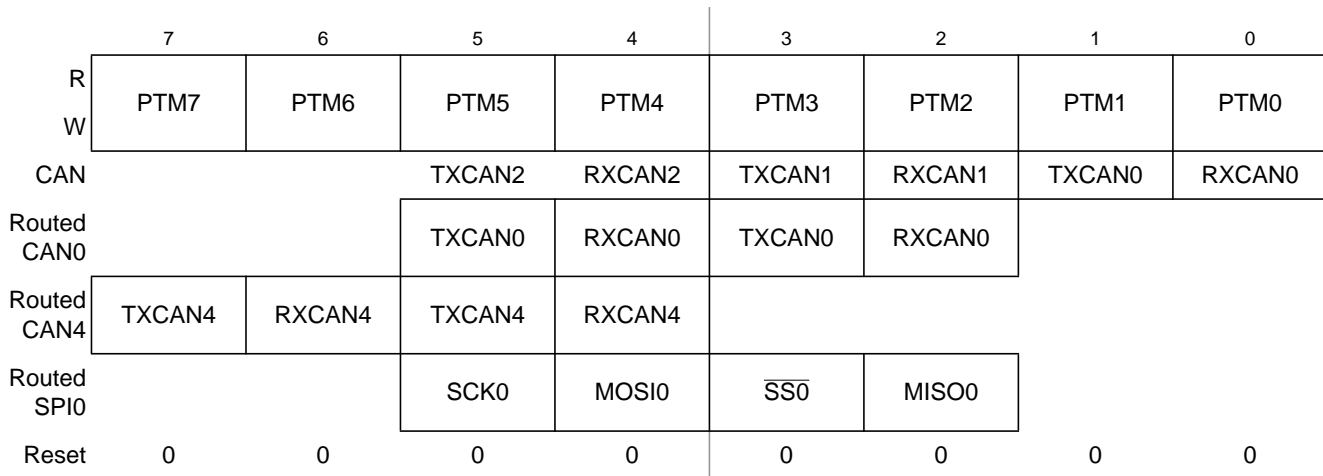 7 6 5 4 3 2 1 0
R
W
PTM7 PTM6 PTM5 PTM4 PTM3 PTM2 PTM1 PTM0
CAN TXCAN2 RXCAN2 TXCAN1 RXCAN1 TXCAN0 RXCAN0
Routed
CAN0
TXCAN0 RXCAN0 TXCAN0 RXCAN0
Routed
CAN4
TXCAN4 RXCAN4 TXCAN4 RXCAN4
Routed
SPI0
SCK0 MOSI0 S̅S̅0̅ MISO0
Reset 0 0 0 0 0 0 0 0